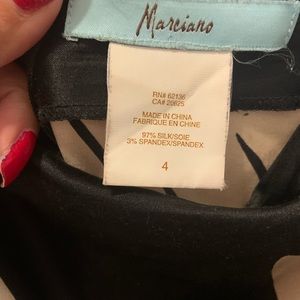 Marciano
RN# 62136
CA# 20625
MADE IN CHINA
FABRIQUE EN CHINE
97% SILK/SOIE
3% SPANDEX/SPANDEX
4